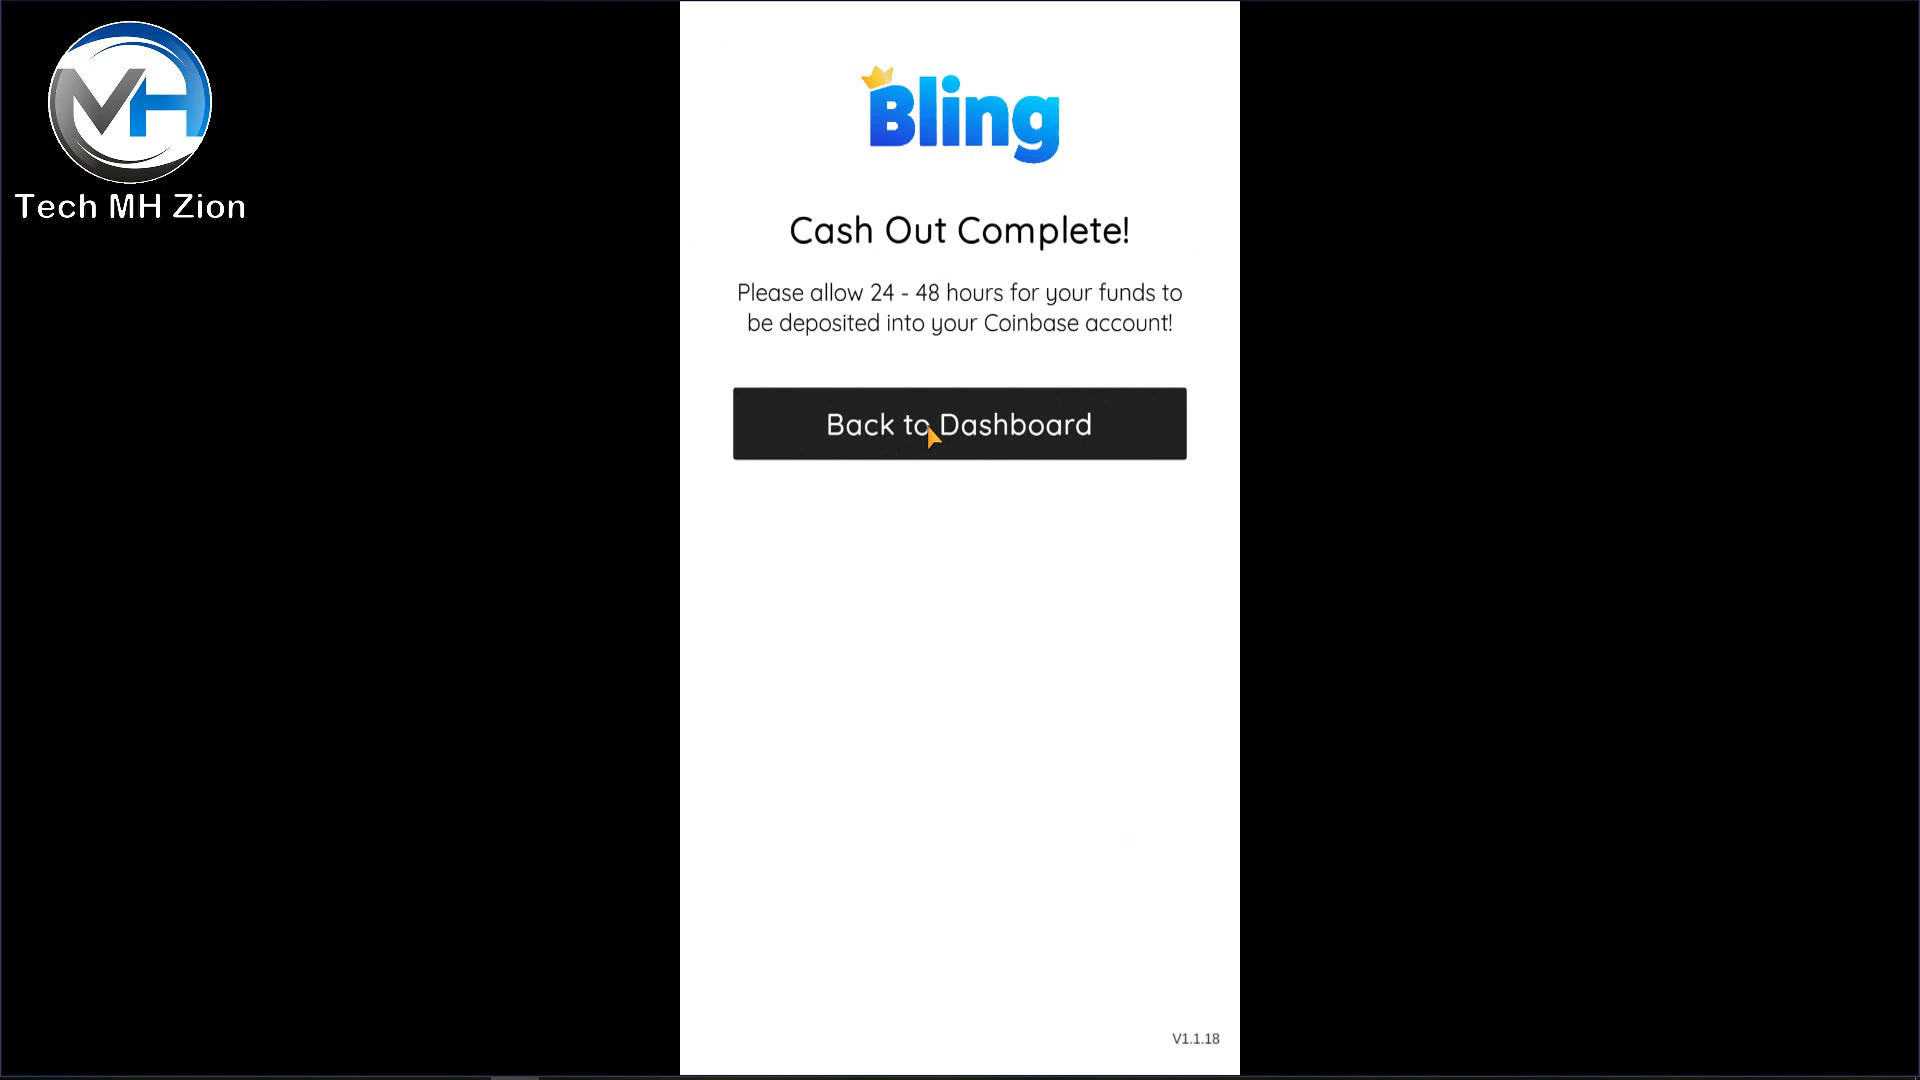 MH
Tech MH Zion
Bling
Cash Out Complete!
Please allow 24 - 48 hours for your funds to
be deposited into your Coinbase account!
Back to Dashboard
V1.1.18